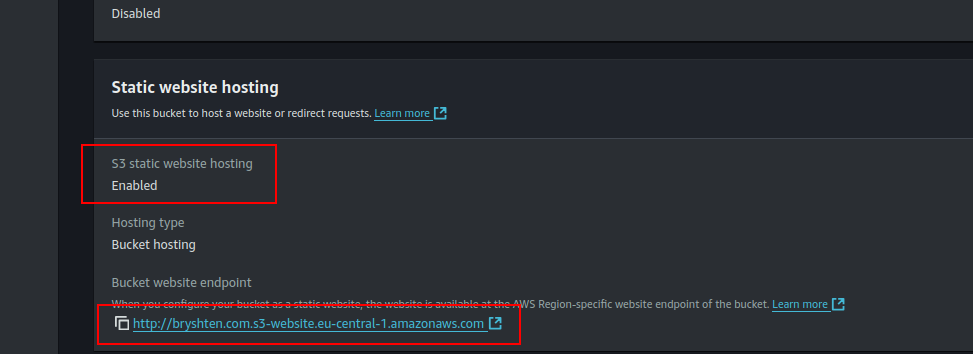 Disabled
Static website hosting
Use this bucket to host a website or redirect requests. Learn more
S3 static website hosting
Enabled
Hosting type
Bucket hosting
Bucket website endpoint
When you configure your bucket as a static website, the website is available at the AWS Region-specific website endpoint of the bucket. Learn more
http://bryshten.com.s3-website.eu-central-1.amazonaws.com